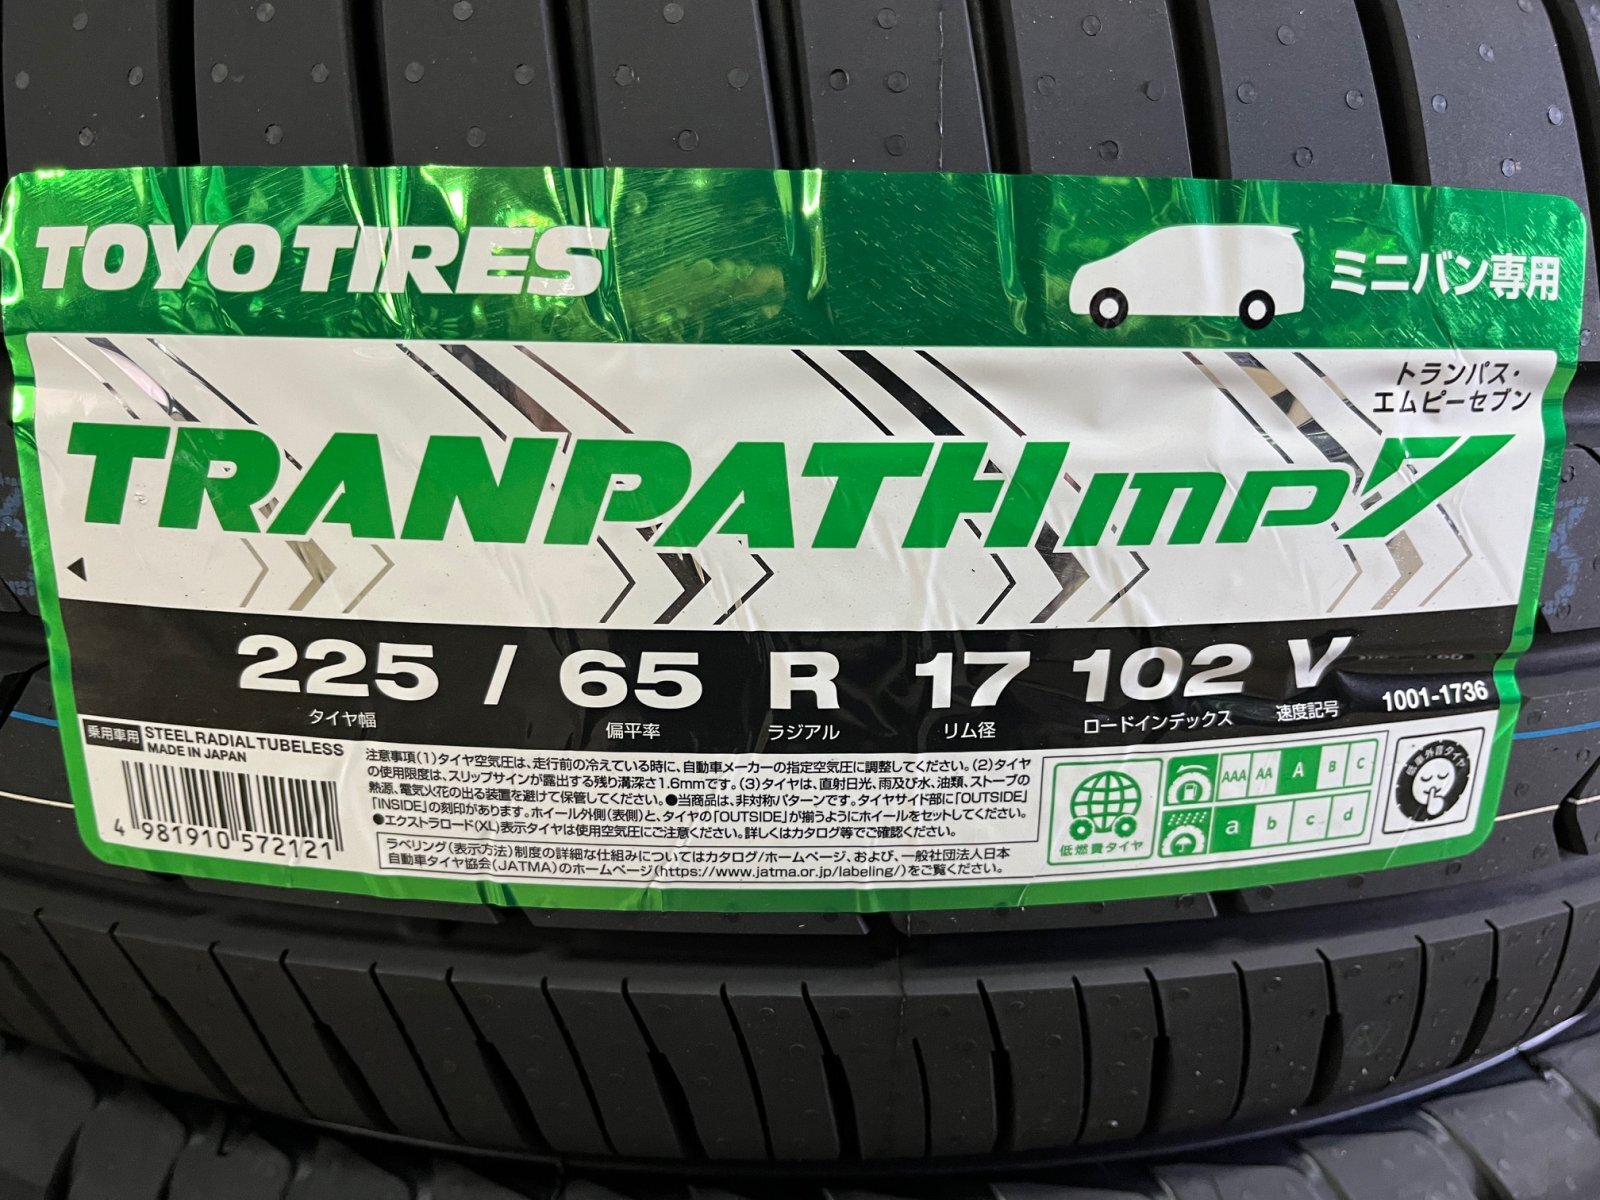 TOYO TIRES
ミニバン専用
トランパス・
エムピーセブン
TRANPATH mp7
225 / 65 R 17 102 V
タイヤ幅 偏平率 ラジアル リム径 ロードインデックス 速度記号
1001-1736
乗用車用 STEEL RADIAL TUBELESS
MADE IN JAPAN
4 981910 572121
注意事項(1)タイヤ空気圧は、走行前の冷えている時に、自動車メーカーの指定空気圧に調整してください。(2)タイヤ
の使用限度は、スリップサインが露出する残り溝深さ1.6mmです。(3)タイヤは、直射日光、雨及び水、油類、ストーブの
熱源、電気火花の出る装置を避けて保管してください。●当商品は、非対称パターンです。タイヤサイド部に「OUTSIDE」
「INSIDE」の刻印があります。ホイール外側(表側)と、タイヤの「OUTSIDE」が揃うようにホイールをセットしてください。
●エクストラロード(XL)表示タイヤは使用空気圧にご注意ください。詳しくはカタログ等でご確認ください。
ラベリング(表示方法)制度の詳細な仕組みについてはカタログ/ホームページ、および、一般社団法人日本
自動車タイヤ協会(JATMA)のホームページ(https://www.jatma.or.jp/labeling/)をご覧ください。
低燃費タイヤ
AAA AA A B C
a b c d